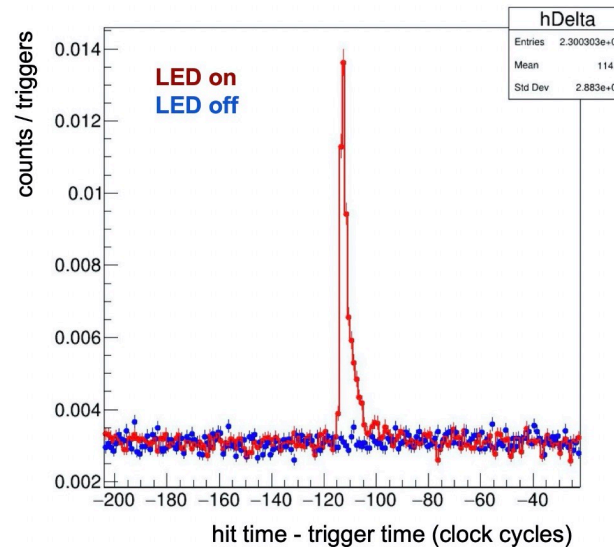 hDelta
Entries 2.300303e+0
Mean 114
Std Dev 2.883e+0
LED on
LED off
counts / triggers
0.014
0.012
0.01
0.008
0.006
0.004
0.002
−200 −180 −160 −140 −120 −100 −80 −60 −40
hit time - trigger time (clock cycles)